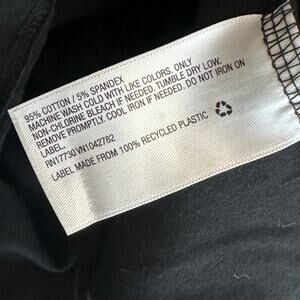 95% COTTON / 5% SPANDEX
MACHINE WASH COLD WITH LIKE COLORS. ONLY
NON-CHLORINE BLEACH IF NEEDED. TUMBLE DRY LOW.
REMOVE PROMPTLY. COOL IRON IF NEEDED. DO NOT IRON ON
LABEL.
RN17730 VN1042782
LABEL MADE FROM 100% RECYCLED PLASTIC